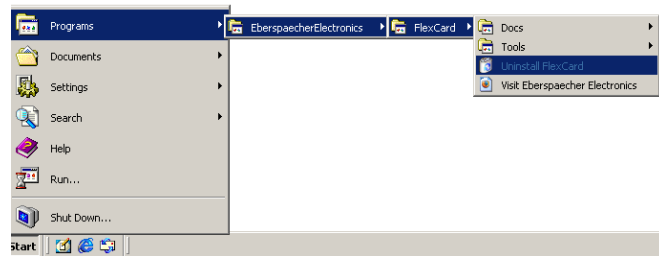 Programs
EberspaecherElectronics
FlexCard
Docs
Tools
Uninstall FlexCard
Visit Eberspaecher Electronics
Documents
Settings
Search
Help
Run...
Shut Down...
Start